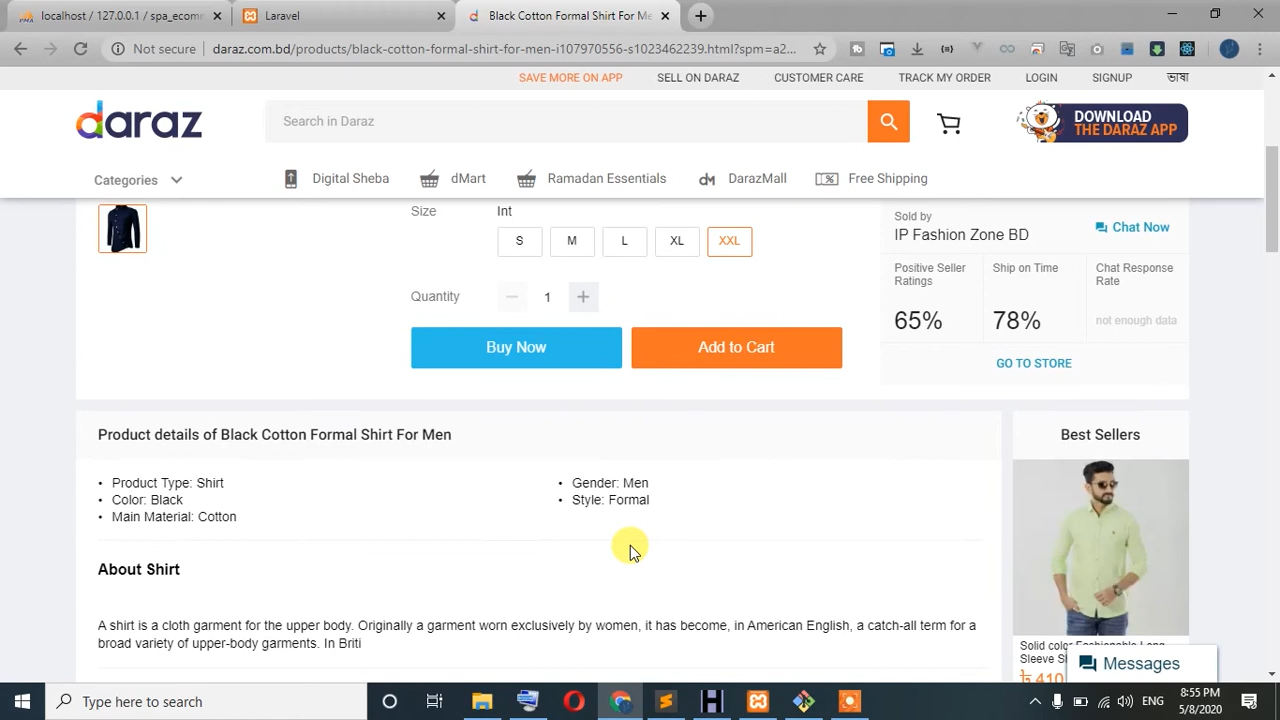 localhost / 127.0.0.1 / spa_ecomm
Laravel
Black Cotton Formal Shirt For Me
Not secure daraz.com.bd/products/black-cotton-formal-shirt-for-men-i107970556-s1023462239.html?spm=a2...
SAVE MORE ON APP SELL ON DARAZ CUSTOMER CARE TRACK MY ORDER LOGIN SIGNUP ভাষা
daraz
Search in Daraz
DOWNLOAD
THE DARAZ APP
Categories Digital Sheba dMart Ramadan Essentials DarazMall Free Shipping
Size Int
S M L XL XXL
Quantity 1
Buy Now Add to Cart
Sold by
IP Fashion Zone BD
Chat Now
Positive Seller Ratings
65%
Ship on Time
78%
Chat Response Rate
not enough data
GO TO STORE
Product details of Black Cotton Formal Shirt For Men
• Product Type: Shirt
• Color: Black
• Main Material: Cotton
• Gender: Men
• Style: Formal
About Shirt
A shirt is a cloth garment for the upper body. Originally a garment worn exclusively by women, it has become, in American English, a catch-all term for a
broad variety of upper-body garments. In Briti
Best Sellers
Solid color Fashionable Long
Sleeve
৳ 410
Messages
Type here to search
ENG
8:55 PM
5/8/2020